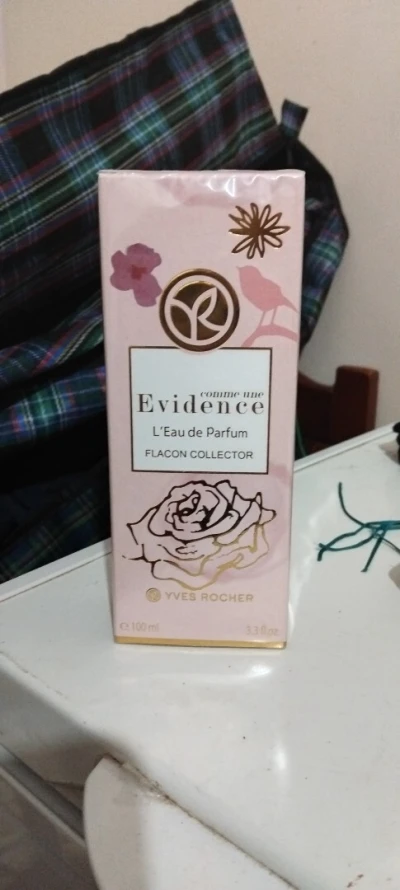 comme une
Evidence
L'Eau de Parfum
FLACON COLLECTOR
YVES ROCHER
℮ 100 ml 3.3 fl.oz